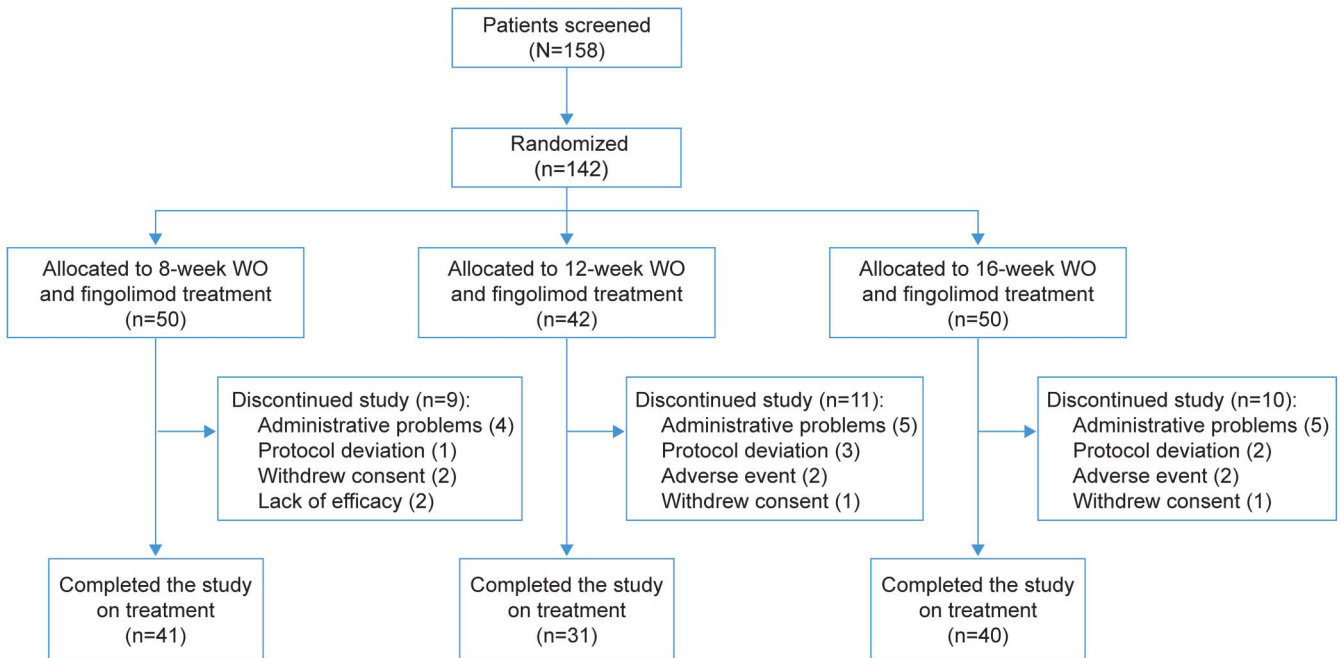 Patients screened
(N=158)
Randomized
(n=142)
Allocated to 8-week WO
and fingolimod treatment
(n=50)
Allocated to 12-week WO
and fingolimod treatment
(n=42)
Allocated to 16-week WO
and fingolimod treatment
(n=50)
Discontinued study (n=9):
Administrative problems (4)
Protocol deviation (1)
Withdrew consent (2)
Lack of efficacy (2)
Discontinued study (n=11):
Administrative problems (5)
Protocol deviation (3)
Adverse event (2)
Withdrew consent (1)
Discontinued study (n=10):
Administrative problems (5)
Protocol deviation (2)
Adverse event (2)
Withdrew consent (1)
Completed the study
on treatment
(n=41)
Completed the study
on treatment
(n=31)
Completed the study
on treatment
(n=40)